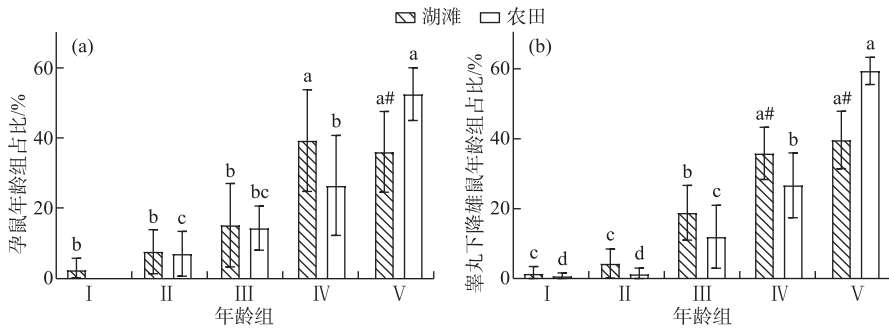 湖滩 农田
(a)
孕鼠年龄组占比/%
60
40
20
0
b
b c
b bc
a b
a# a
I II III IV V
年龄组
(b)
睾丸下降雄鼠年龄组占比/%
60
40
20
0
c d
c d
b c
a# b
a# a
I II III IV V
年龄组